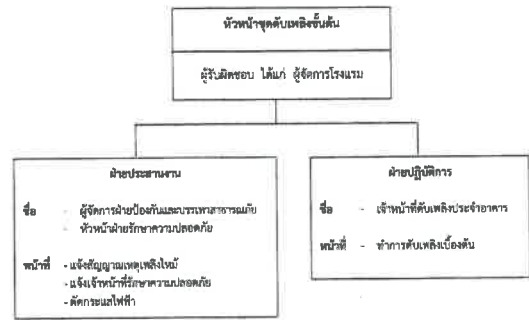 หัวหน้าชุดดับเพลิงขั้นต้น
ผู้รับผิดชอบ ได้แก่ ผู้จัดการโรงแรม
ฝ่ายประสานงาน
ชื่อ - ผู้จัดการฝ่ายป้องกันและบรรเทาสาธารณภัย
- หัวหน้าฝ่ายรักษาความปลอดภัย
หน้าที่ - แจ้งสัญญาณเหตุเพลิงไหม้
- แจ้งเจ้าหน้าที่รักษาความปลอดภัย
- ตัดกระแสไฟฟ้า
ฝ่ายปฏิบัติการ
ชื่อ - เจ้าหน้าที่ดับเพลิงประจำอาคาร
หน้าที่ - ทำการดับเพลิงเบื้องต้น